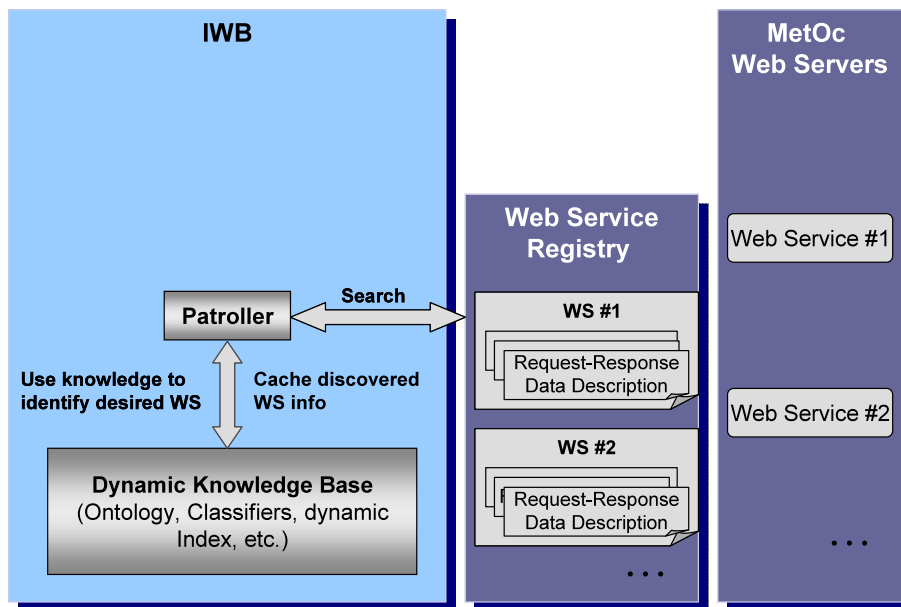 IWB
MetOc
Web Servers
Web Service
Registry
Web Service #1
Search
Patroller
WS #1
Request-Response
Data Description
Use knowledge to
identify desired WS
Cache discovered
WS info
Web Service #2
WS #2
Request-Response
Data Description
Dynamic Knowledge Base
(Ontology, Classifiers, dynamic
Index, etc.)
. . .
. . .